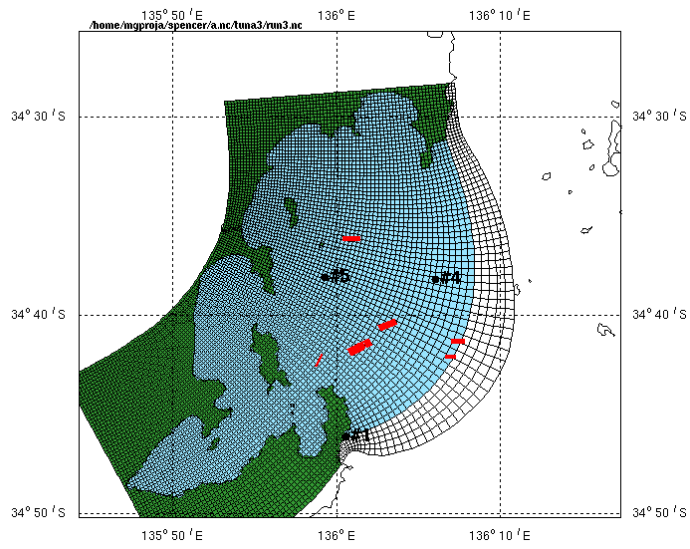 135° 50 ' E 136° E 136° 10 ' E
/home/mgproja/spencer/a.nc/tuna3/run3.nc
34° 30 ' S 34° 30 ' S
#5 #4
34° 40 ' S 34° 40 ' S
#1
34° 50 ' S 34° 50 ' S
135° 50 ' E 136° E 136° 10 ' E